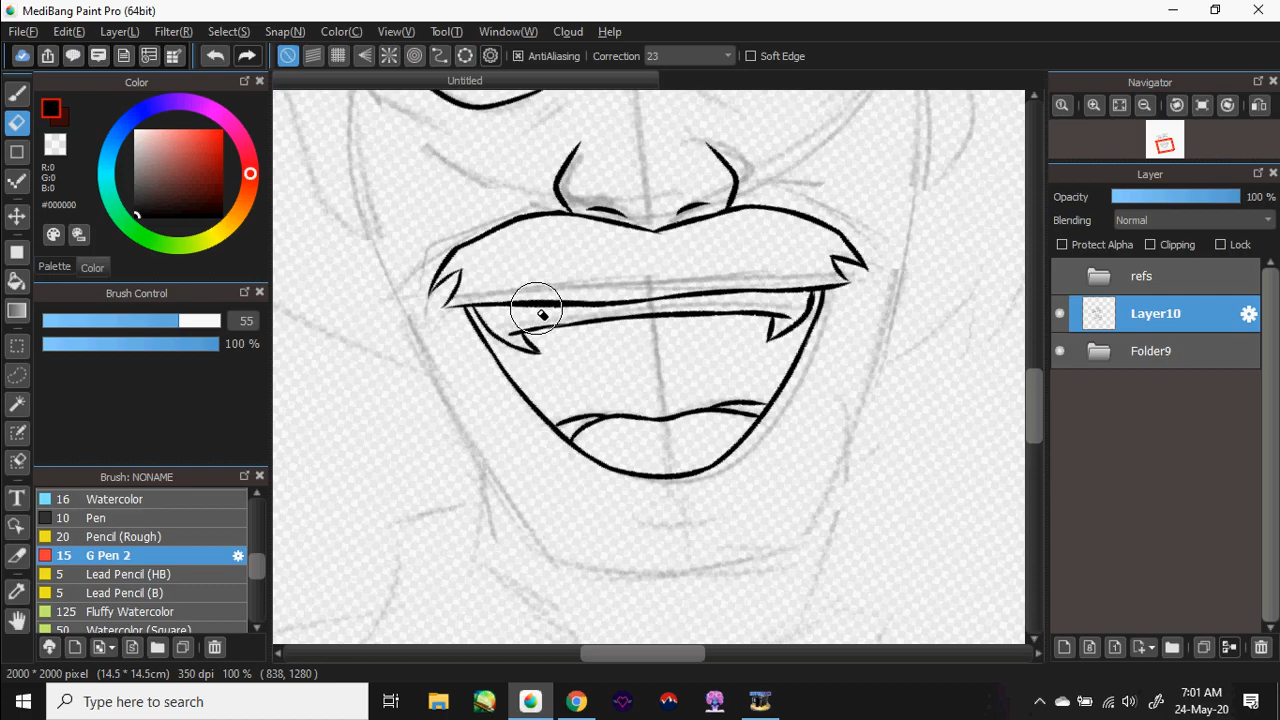 MediBang Paint Pro (64bit)
File(F) Edit(E) Layer(L) Filter(R) Select(S) Snap(N) Color(C) View(V) Tool(T) Window(W) Cloud Help
AntiAliasing Correction 23 Soft Edge
Color
Untitled
Navigator
R:0
G:0
B:0
#000000
Palette Color
Brush Control
55
100 %
Layer
Opacity 100 %
Blending Normal
Protect Alpha Clipping Lock
refs
Layer10
Folder9
Brush: NONAME
16 Watercolor
10 Pen
20 Pencil (Rough)
15 G Pen 2
5 Lead Pencil (HB)
5 Lead Pencil (B)
125 Fluffy Watercolor
50 Watercolor (Square)
2000 * 2000 pixel (14.5 * 14.5cm) 350 dpi 100 % ( 838, 1280 )
Type here to search
7:01 AM
24-May-20